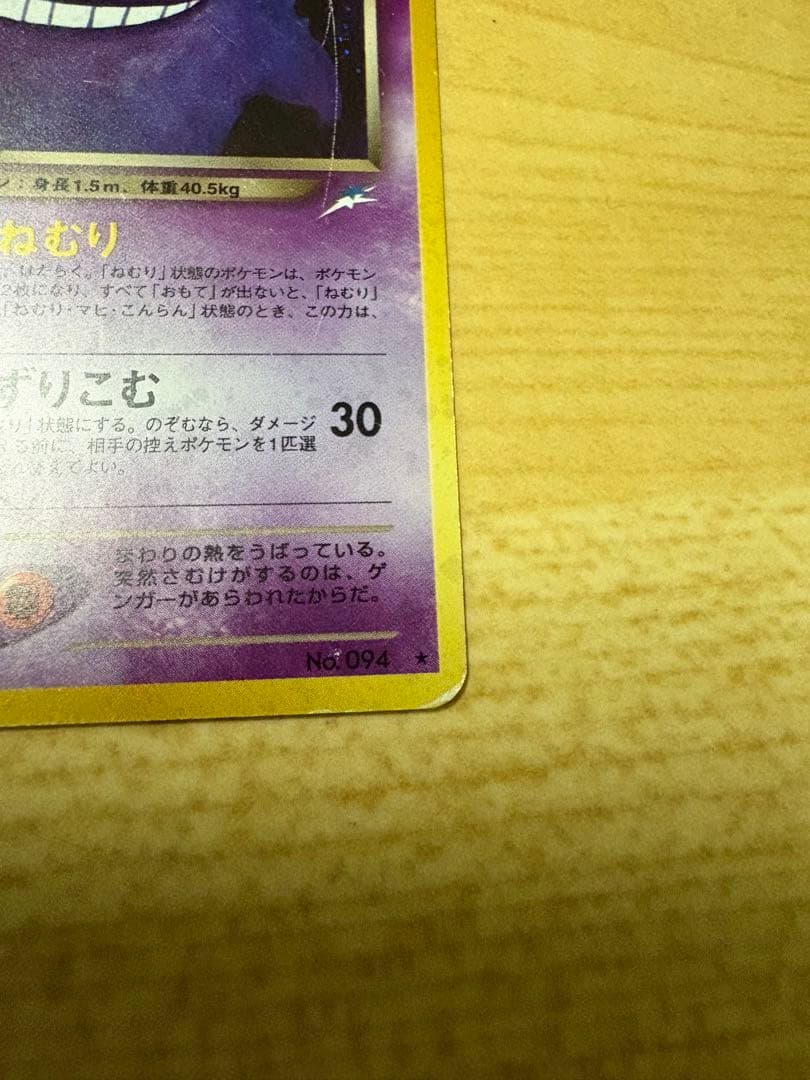 ン：身長1.5m、体重40.5kg
ねむり
はたらく。「ねむり」状態のポケモンは、ポケモン
2枚になり、すべて「おもて」が出ないと、「ねむり」
「ねむり・マヒ・こんらん」状態のとき、この力は、
ずりこむ
30
り」状態にする。のぞむなら、ダメージ
る前に、相手の控えポケモンを1匹選
れ替えてよい。
まわりの熱をうばっている。
突然さむけがするのは、ゲ
ンガーがあらわれたからだ。
No. 094 ★